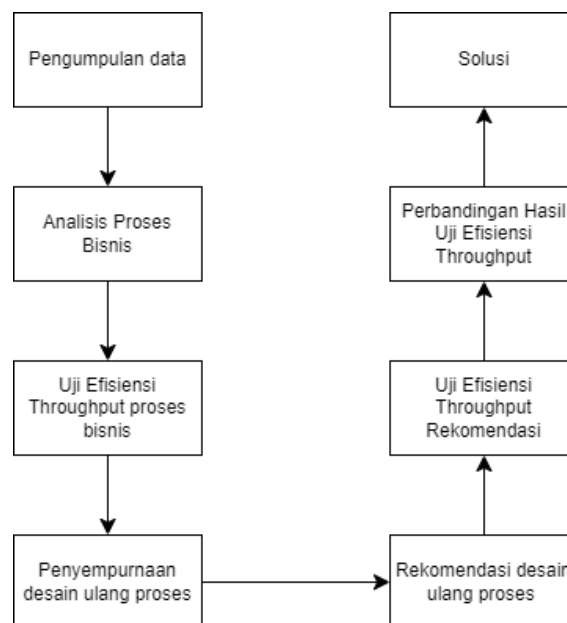 Pengumpulan data
Analisis Proses
Bisnis
Uji Efisiensi
Throughput proses
bisnis
Penyempurnaan
desain ulang proses
Rekomendasi desain
ulang proses
Uji Efisiensi
Throughput
Rekomendasi
Perbandingan Hasil
Uji Efisiensi
Throughput
Solusi